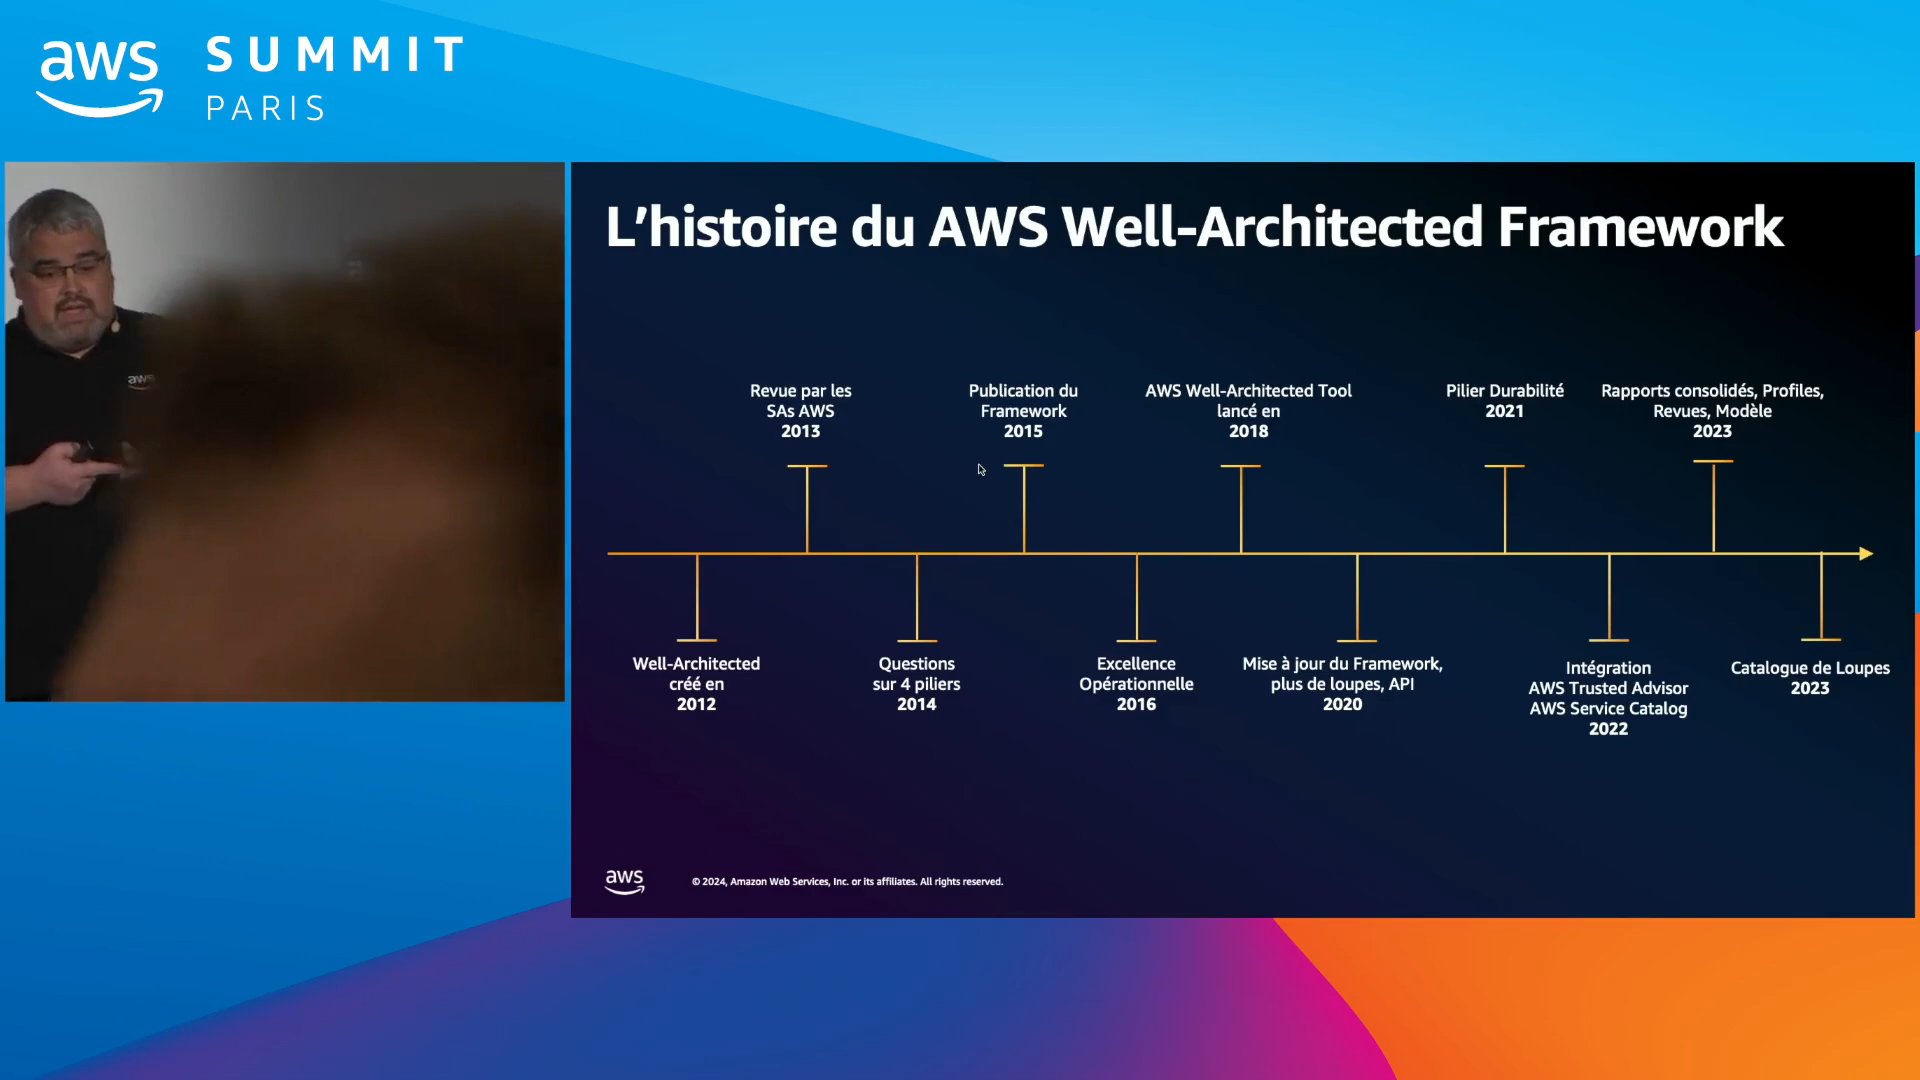 aws
SUMMIT
PARIS
aws
L'histoire du AWS Well-Architected Framework
Revue par les
SAs AWS
2013
Publication du
Framework
2015
AWS Well-Architected Tool
lancé en
2018
Pilier Durabilité
2021
Rapports consolidés, Profiles,
Revues, Modèle
2023
Well-Architected
créé en
2012
Questions
sur 4 piliers
2014
Excellence
Opérationnelle
2016
Mise à jour du Framework,
plus de loupes, API
2020
Intégration
AWS Trusted Advisor
AWS Service Catalog
2022
Catalogue de Loupes
2023
aws
© 2024, Amazon Web Services, Inc. or its affiliates. All rights reserved.